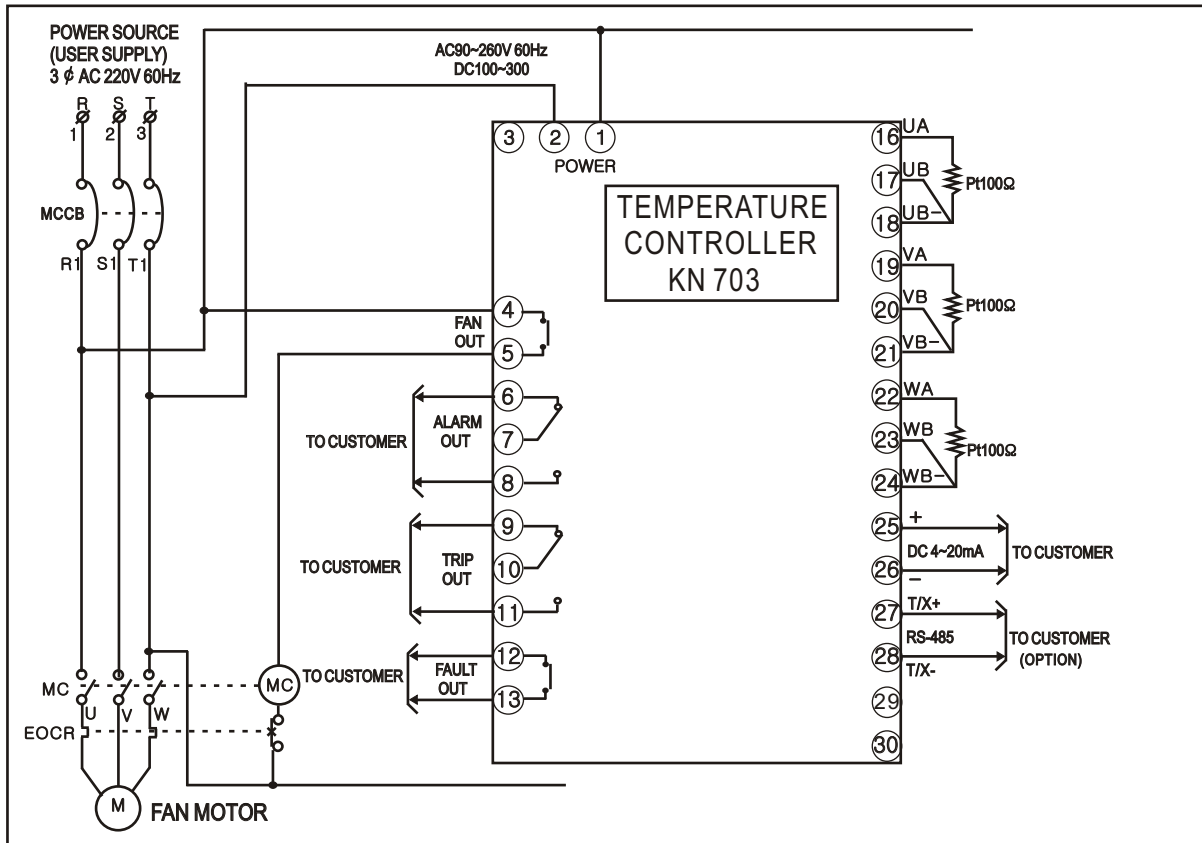 POWER SOURCE
(USER SUPPLY)
3 ¢ AC 220V 60Hz
R
S
T
1
2
3
MCCB
R1
S1
T1
AC90~260V 60Hz
DC100~300
3
2
1
POWER
TEMPERATURE
CONTROLLER
KN 703
4
FAN
OUT
5
6
ALARM
OUT
TO CUSTOMER
7
8
9
TRIP
OUT
TO CUSTOMER
10
11
12
FAULT
OUT
TO CUSTOMER
13
16
UA
17
UB
18
UB-
Pt100Ω
19
VA
20
VB
21
VB-
Pt100Ω
22
WA
23
WB
24
WB-
Pt100Ω
25
+
DC 4~20mA
TO CUSTOMER
26
-
27
T/X+
RS-485
TO CUSTOMER
(OPTION)
28
T/X-
29
30
MC
MC
U
V
W
EOCR
M
FAN MOTOR